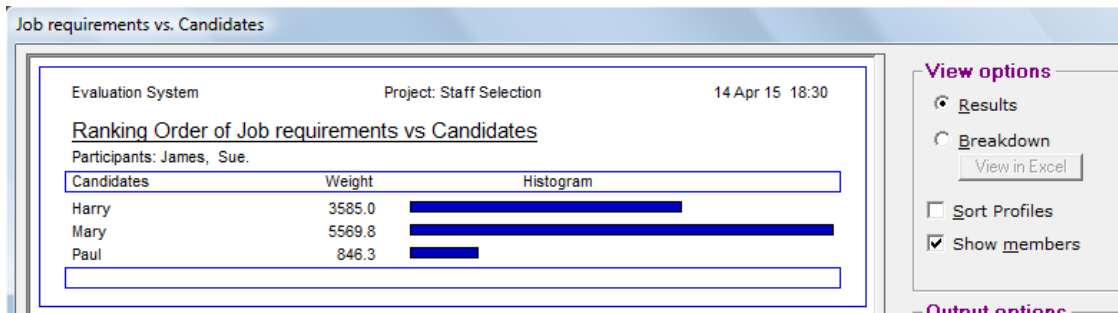 Job requirements vs. Candidates
Evaluation System Project: Staff Selection 14 Apr 15 18:30
Ranking Order of Job requirements vs Candidates
Participants: James, Sue.
Candidates Weight Histogram
Harry 3585.0
Mary 5569.8
Paul 846.3
View options
Results
Breakdown
View in Excel
Sort Profiles
Show members
Output options